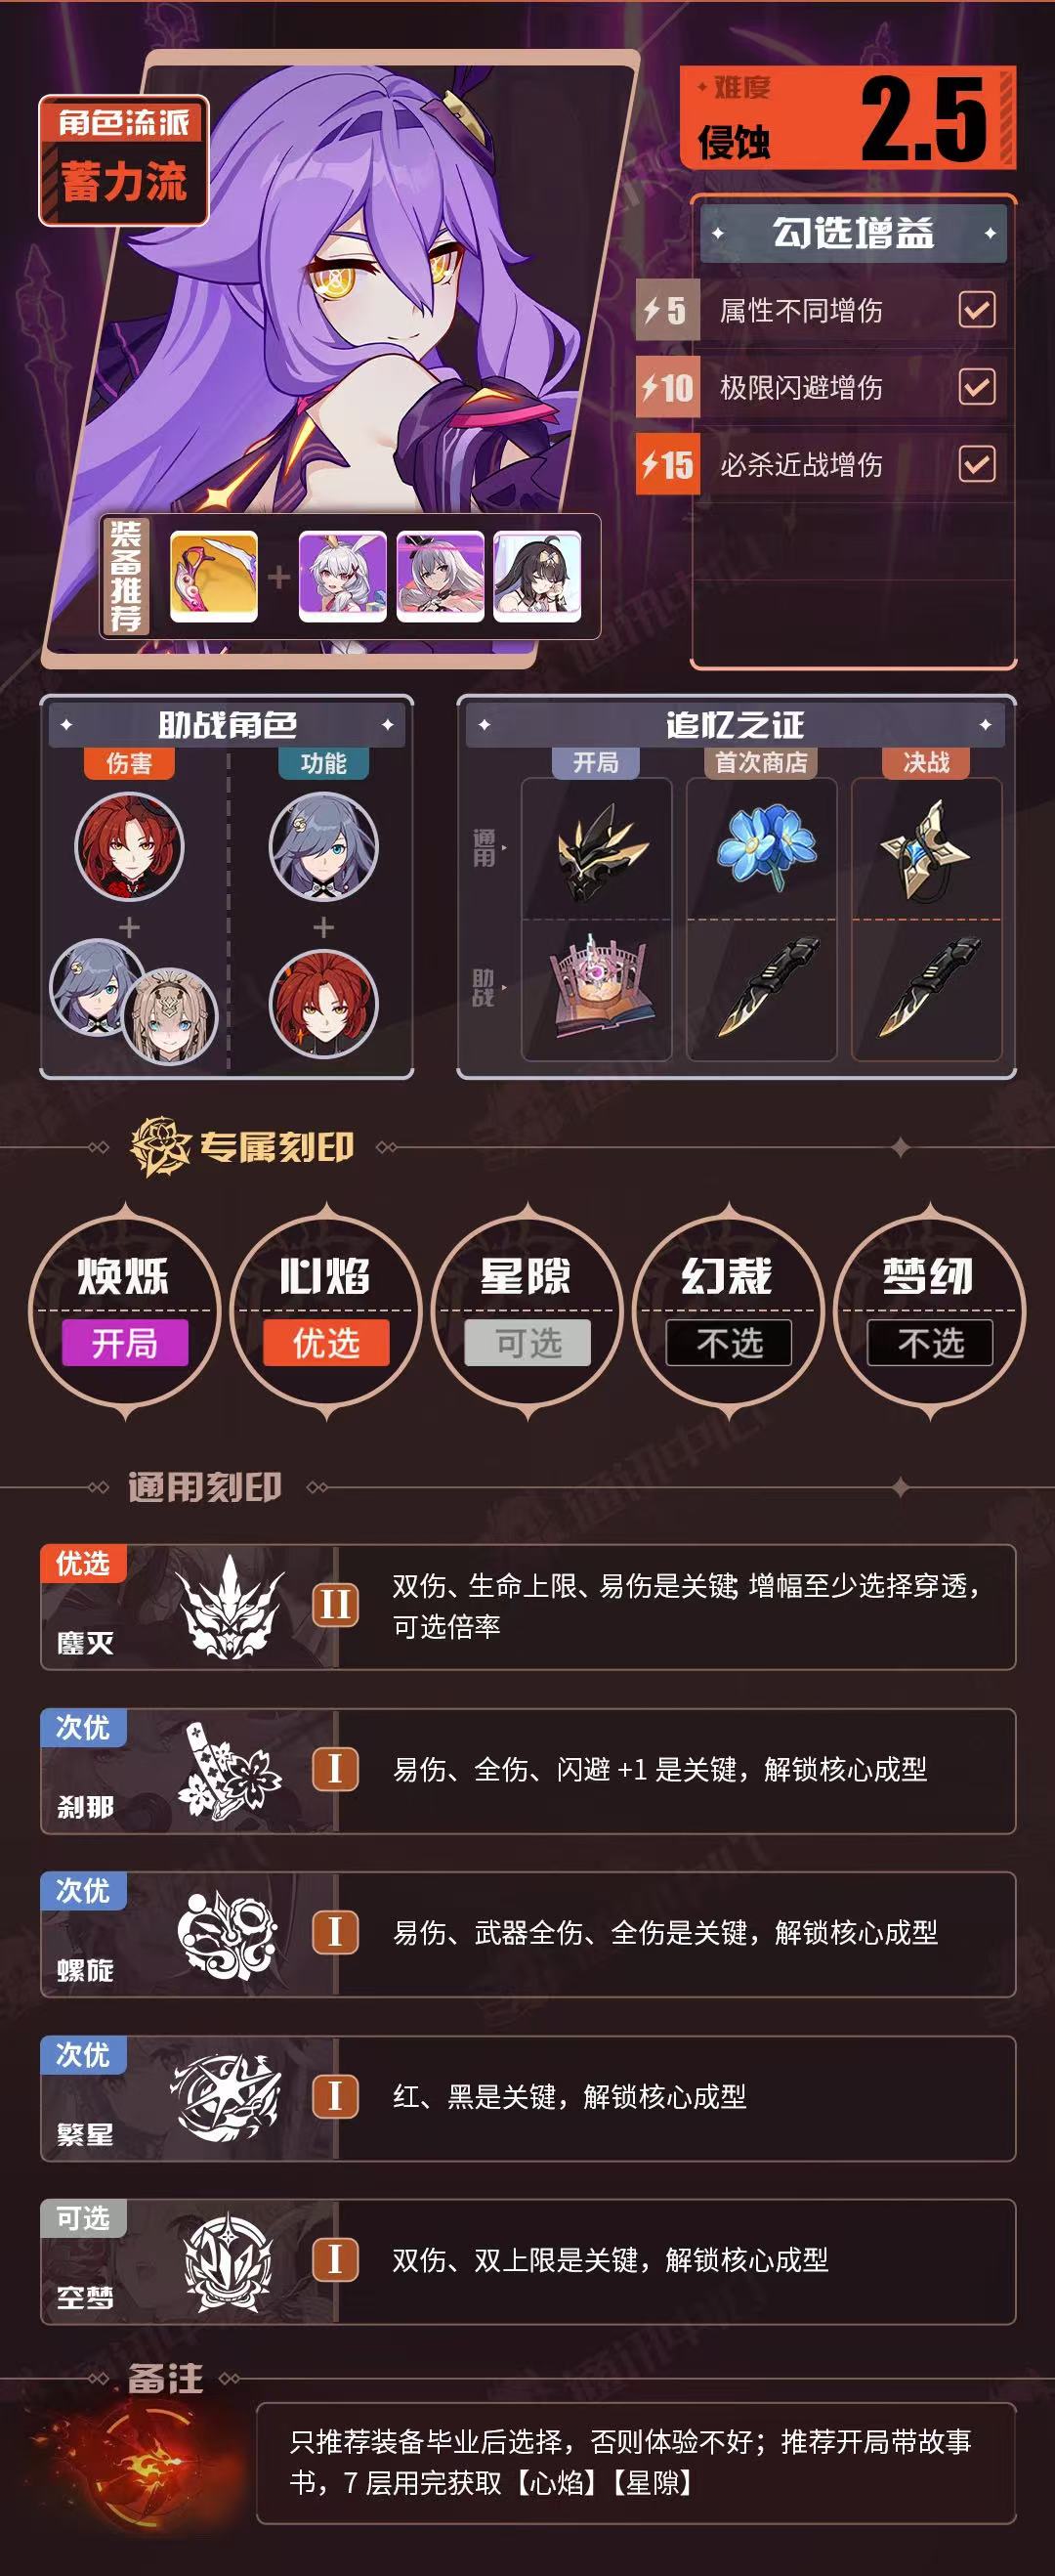 角色流派
蓄力流
难度
侵蚀
2.5
勾选增益
5 属性不同增伤
10 极限闪避增伤
15 必杀近战增伤
装备推荐
助战角色
伤害
功能
追忆之证
开局
首次商店
决战
通用
助战
专属刻印
焕烁
开局
心焰
优选
星隙
可选
幻裁
不选
梦纫
不选
通用刻印
优选
鏖灭
II
双伤、生命上限、易伤是关键；增幅至少选择穿透，
可选倍率
次优
刹那
I
易伤、全伤、闪避 +1 是关键，解锁核心成型
次优
螺旋
I
易伤、武器全伤、全伤是关键，解锁核心成型
次优
繁星
I
红、黑是关键，解锁核心成型
可选
空梦
I
双伤、双上限是关键，解锁核心成型
备注
只推荐装备毕业后选择，否则体验不好；推荐开局带故事
书，7 层用完获取【心焰】【星隙】